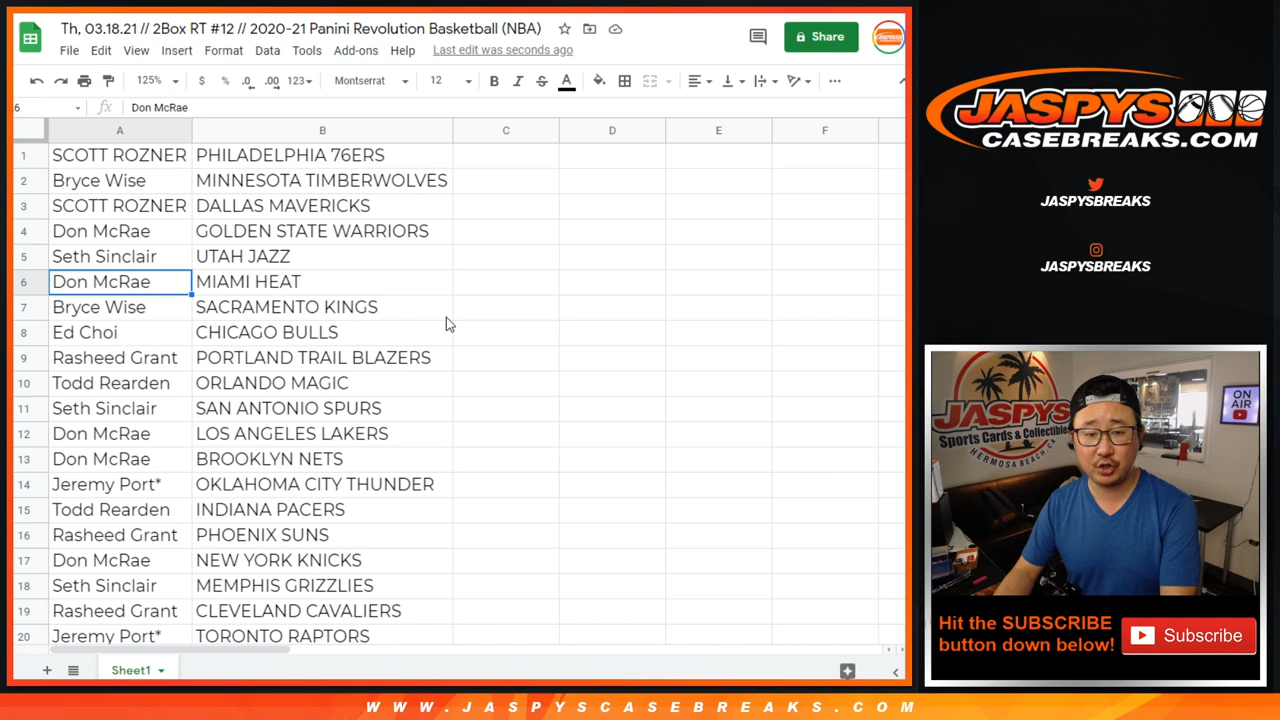 Th, 03.18.21 // 2Box RT #12 // 2020-21 Panini Revolution Basketball (NBA)
File Edit View Insert Format Data Tools Add-ons Help Last edit was seconds ago
Share
125% $ % .0 .00 123 Montserrat 12 B I S A
6 fx Don McRae
A B C D E F
1 SCOTT ROZNER PHILADELPHIA 76ERS
2 Bryce Wise MINNESOTA TIMBERWOLVES
3 SCOTT ROZNER DALLAS MAVERICKS
4 Don McRae GOLDEN STATE WARRIORS
5 Seth Sinclair UTAH JAZZ
6 Don McRae MIAMI HEAT
7 Bryce Wise SACRAMENTO KINGS
8 Ed Choi CHICAGO BULLS
9 Rasheed Grant PORTLAND TRAIL BLAZERS
10 Todd Rearden ORLANDO MAGIC
11 Seth Sinclair SAN ANTONIO SPURS
12 Don McRae LOS ANGELES LAKERS
13 Don McRae BROOKLYN NETS
14 Jeremy Port* OKLAHOMA CITY THUNDER
15 Todd Rearden INDIANA PACERS
16 Rasheed Grant PHOENIX SUNS
17 Don McRae NEW YORK KNICKS
18 Seth Sinclair MEMPHIS GRIZZLIES
19 Rasheed Grant CLEVELAND CAVALIERS
20 Jeremy Port* TORONTO RAPTORS
Sheet1
JASPYS
CASEBREAKS.COM
JASPYSBREAKS
JASPYSBREAKS
JASPYS
Sports Cards & Collectibles
HERMOSA BEACH, CA
ON AIR
Hit the SUBSCRIBE
button down below!
Subscribe
WWW.JASPYSCASEBREAKS.COM